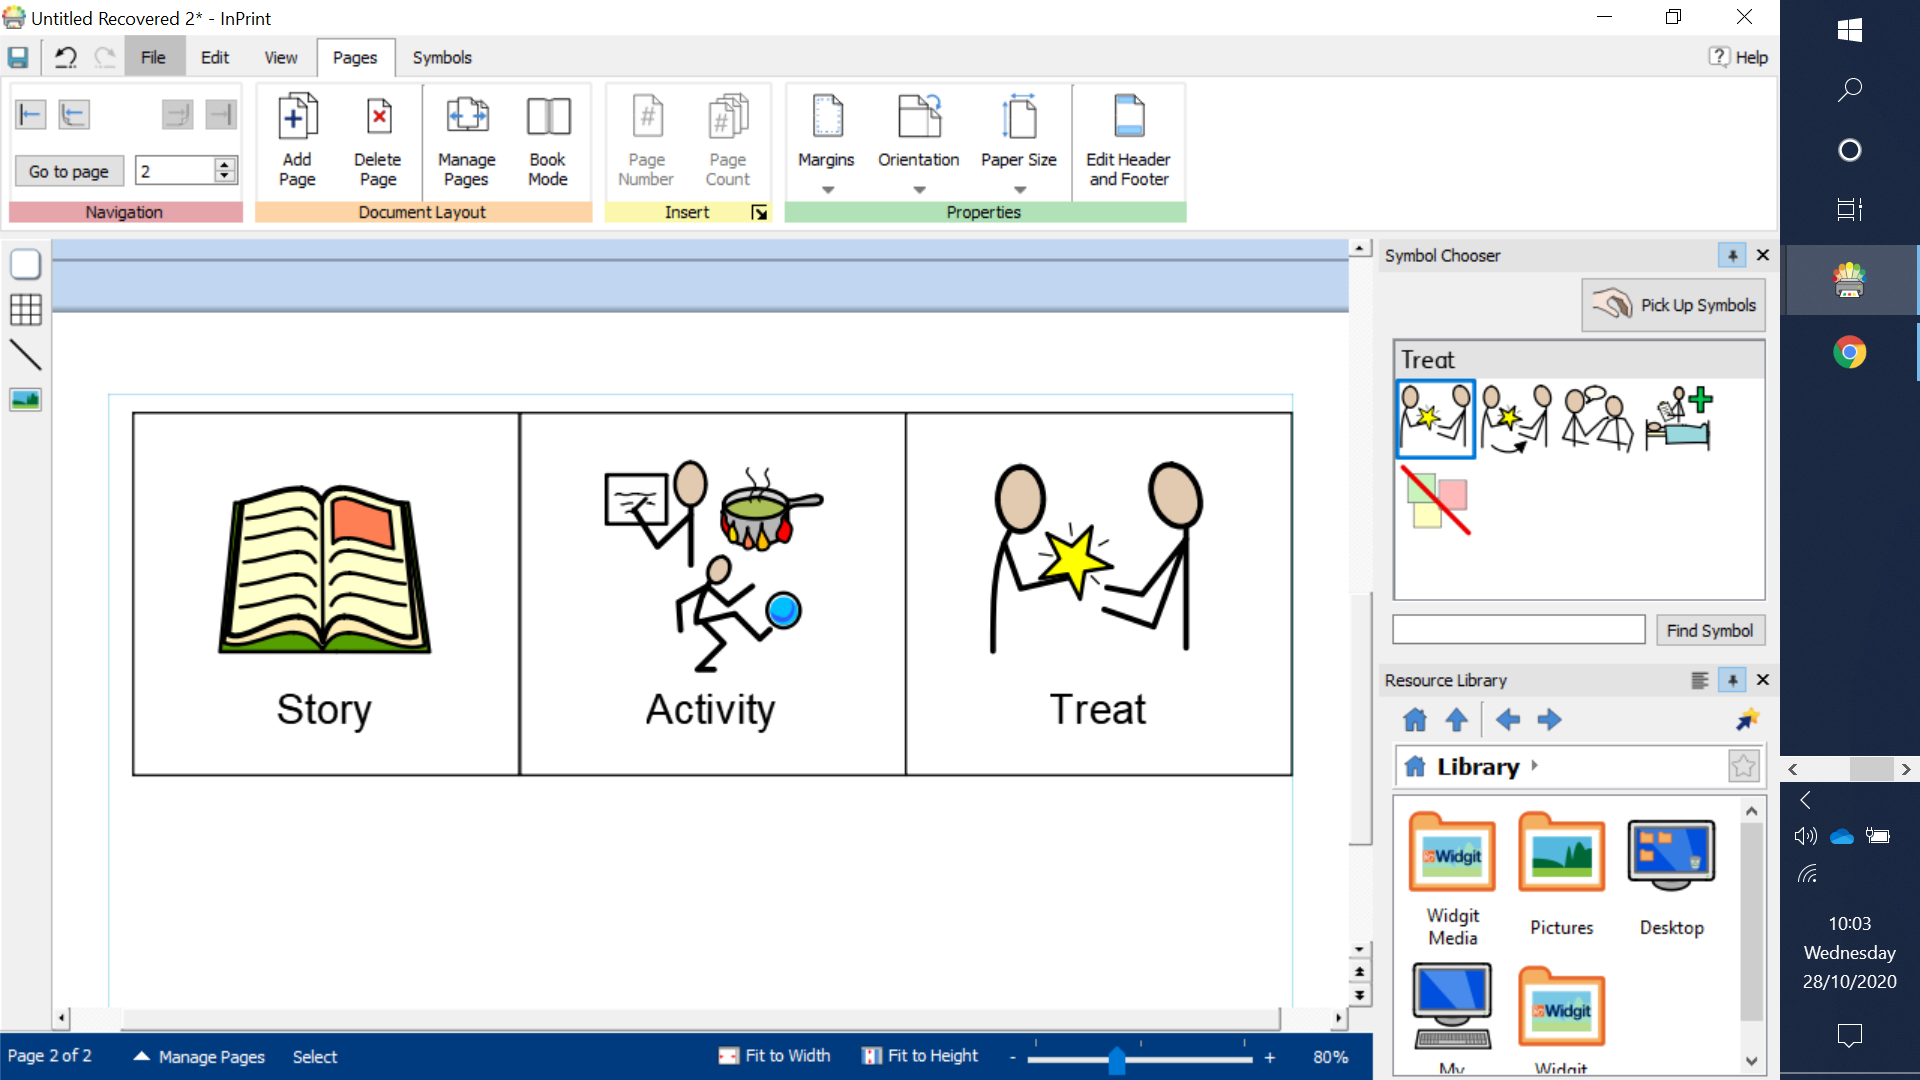 Untitled Recovered 2* - InPrint
File Edit View Pages Symbols Help
Go to page 2
Navigation
Add Page
Delete Page
Manage Pages
Book Mode
Document Layout
# Page Number
# Page Count
Insert
Margins
Orientation
Paper Size
Edit Header and Footer
Properties
Story
Activity
Treat
Symbol Chooser
Pick Up Symbols
Treat
Find Symbol
Resource Library
Library
Widgit
Widgit Media
Pictures
Desktop
My
Widgit
Widgit
Page 2 of 2 Manage Pages Select Fit to Width Fit to Height - + 80%
10:03
Wednesday
28/10/2020